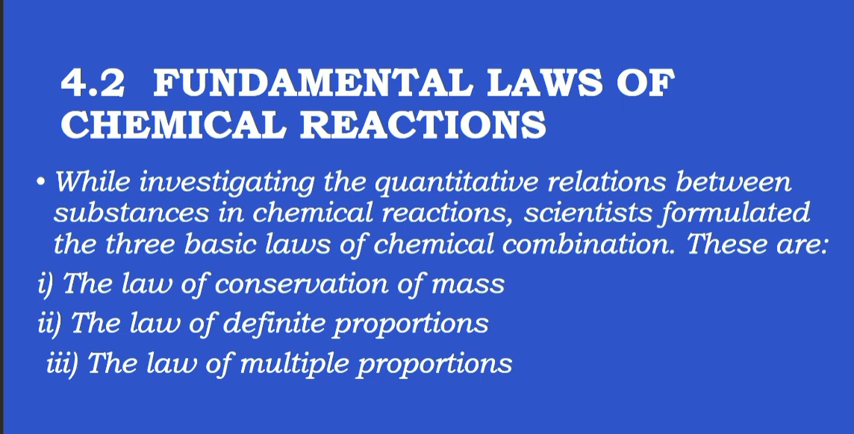 4.2 FUNDAMENTAL LAWS OF
CHEMICAL REACTIONS
• While investigating the quantitative relations between
substances in chemical reactions, scientists formulated
the three basic laws of chemical combination. These are:
i) The law of conservation of mass
ii) The law of definite proportions
iii) The law of multiple proportions